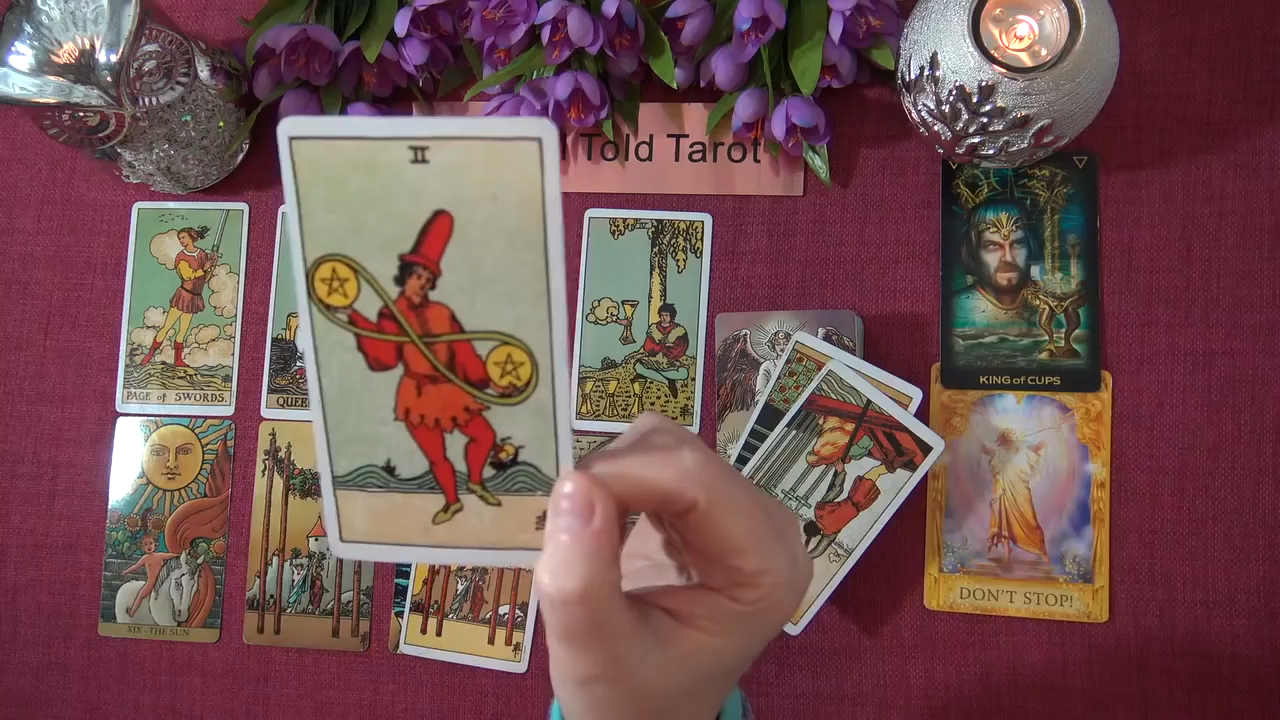 II
Told Tarot
PAGE of SWORDS.
QUEE
KING of CUPS
XIX · THE SUN
DON'T STOP!